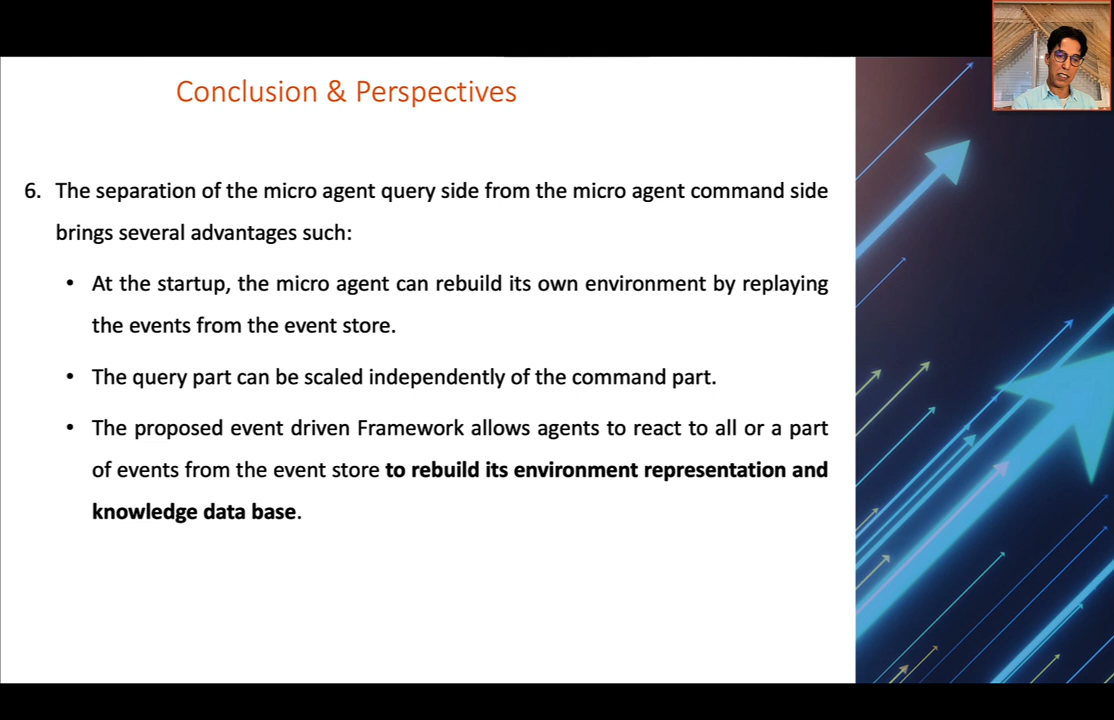 Conclusion & Perspectives
6. The separation of the micro agent query side from the micro agent command side
brings several advantages such:
• At the startup, the micro agent can rebuild its own environment by replaying
the events from the event store.
• The query part can be scaled independently of the command part.
• The proposed event driven Framework allows agents to react to all or a part
of events from the event store to rebuild its environment representation and
knowledge data base.